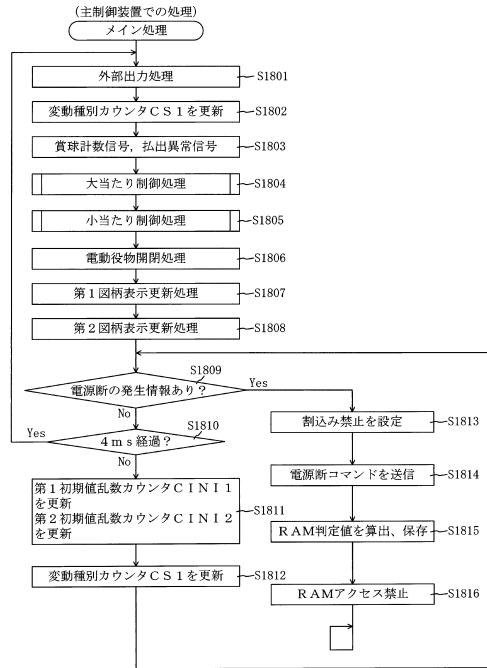 (主制御装置での処理)
メイン処理
外部出力処理
S1801
変動種別カウンタCS1を更新
S1802
賞球計数信号,払出異常信号
S1803
大当たり制御処理
S1804
小当たり制御処理
S1805
電動役物開閉処理
S1806
第1図柄表示更新処理
S1807
第2図柄表示更新処理
S1808
S1809
電源断の発生情報あり?
Yes
No
S1810
Yes
4ms経過?
No
第1初期値乱数カウンタCINI1
を更新
第2初期値乱数カウンタCINI2
を更新
S1811
変動種別カウンタCS1を更新
S1812
割込み禁止を設定
S1813
電源断コマンドを送信
S1814
RAM判定値を算出、保存
S1815
RAMアクセス禁止
S1816